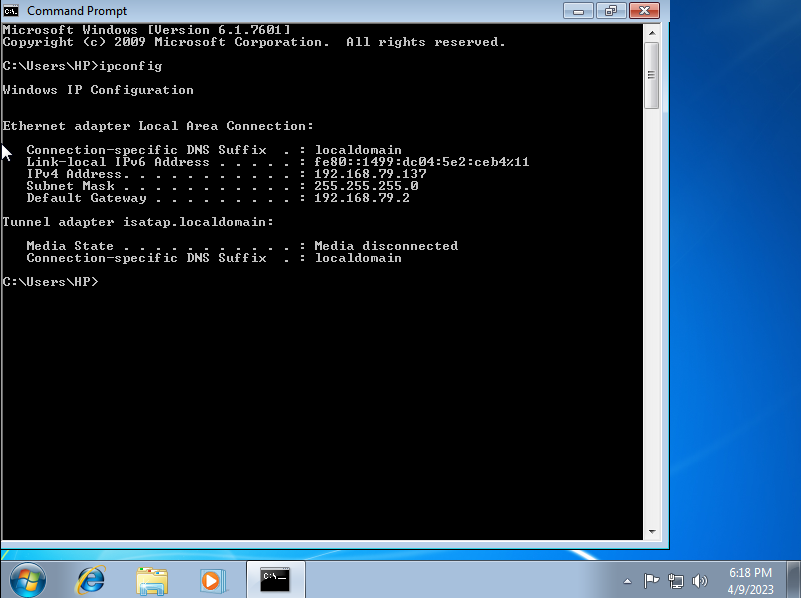 Command Prompt
Microsoft Windows [Version 6.1.7601]
Copyright (c) 2009 Microsoft Corporation.  All rights reserved.
C:\Users\HP>ipconfig
Windows IP Configuration
Ethernet adapter Local Area Connection:
   Connection-specific DNS Suffix  . : localdomain
   Link-local IPv6 Address . . . . . : fe80::1499:dc04:5e2:ceb4%11
   IPv4 Address. . . . . . . . . . . : 192.168.79.137
   Subnet Mask . . . . . . . . . . . : 255.255.255.0
   Default Gateway . . . . . . . . . : 192.168.79.2
Tunnel adapter isatap.localdomain:
   Media State . . . . . . . . . . . : Media disconnected
   Connection-specific DNS Suffix  . : localdomain
C:\Users\HP>
6:18 PM
4/9/2023